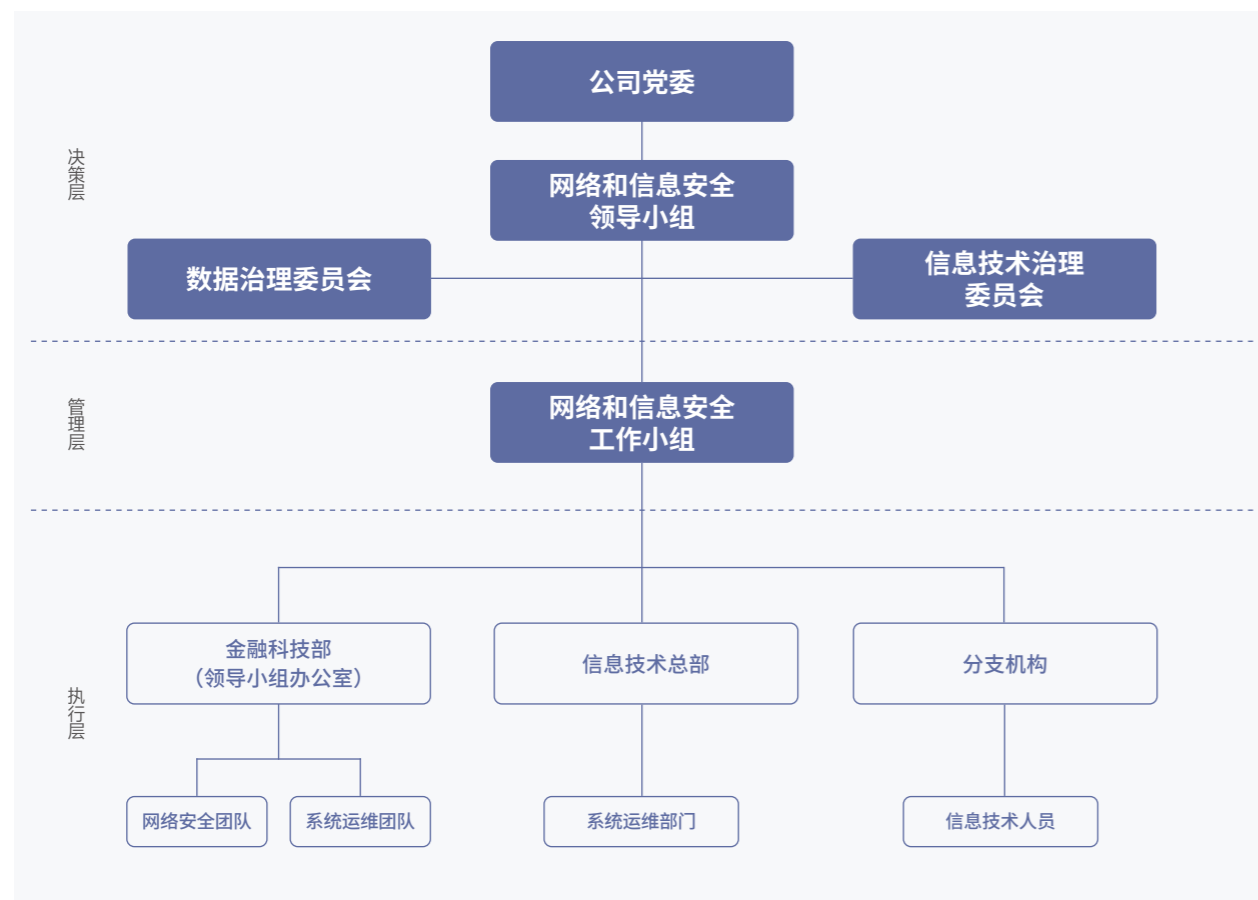 决策层
公司党委
网络和信息安全
领导小组
数据治理委员会
信息技术治理
委员会
管理层
网络和信息安全
工作小组
执行层
金融科技部
（领导小组办公室）
信息技术总部
分支机构
网络安全团队
系统运维团队
系统运维部门
信息技术人员